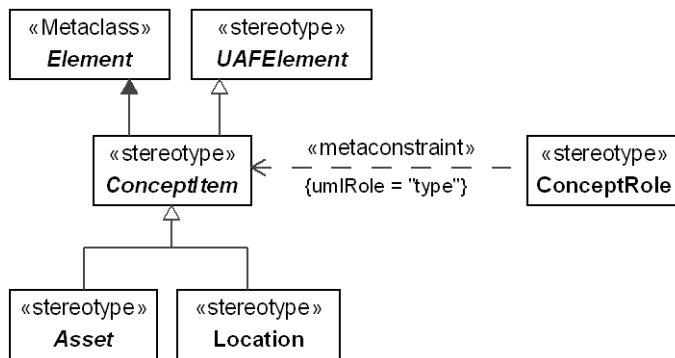 «Metaclass»
Element
«stereotype»
UAFElement
«stereotype»
ConceptItem
«metaconstraint»
{umlRole = "type"}
«stereotype»
ConceptRole
«stereotype»
Asset
«stereotype»
Location